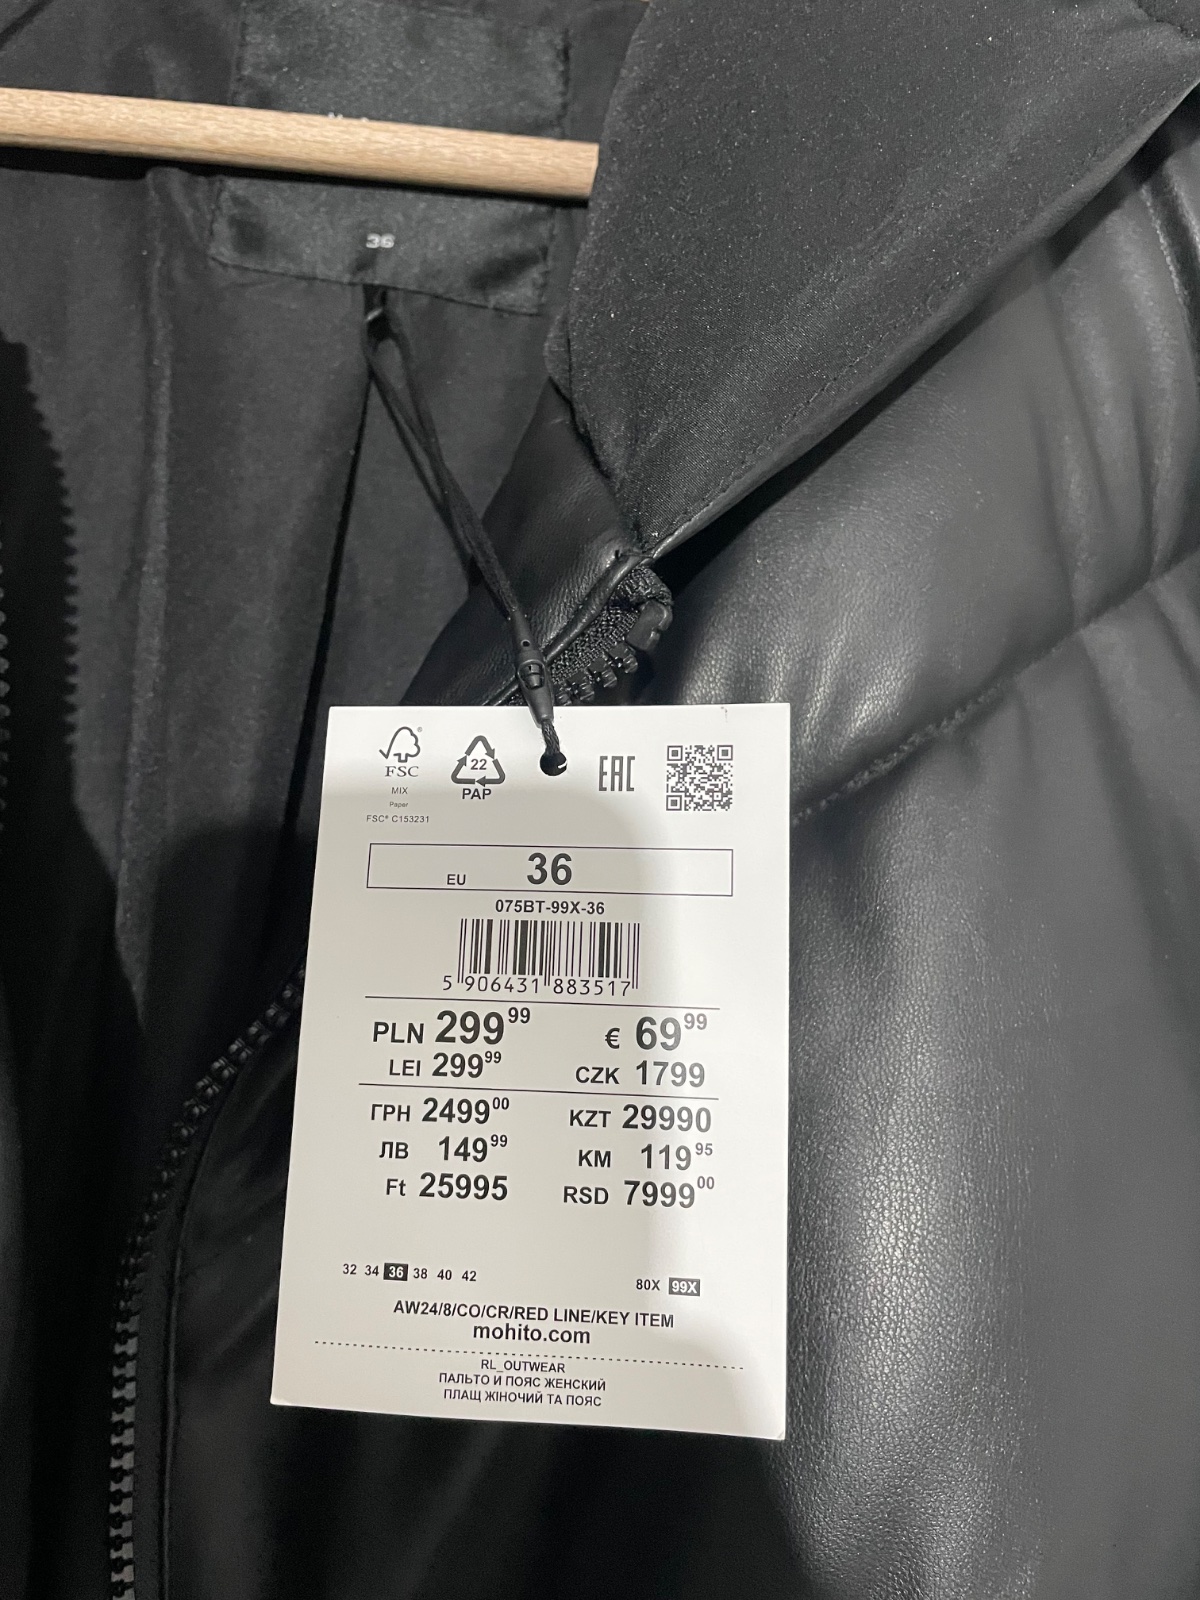 36
FSC®
MIX
Paper
FSC® C153231
22
PAP
EAC
EU 36
075BT-99X-36
5 906431 883517
PLN 299 99 € 69 99
LEI 299 99 CZK 1799
ГРН 2499 00 KZT 29990
ЛВ 149 99 KM 119 95
Ft 25995 RSD 7999 00
32 34 36 38 40 42 80X 99X
AW24/8/CO/CR/RED LINE/KEY ITEM
mohito.com
RL_OUTWEAR
ПАЛЬТО И ПОЯС ЖЕНСКИЙ
ПЛАЩ ЖІНОЧИЙ ТА ПОЯС